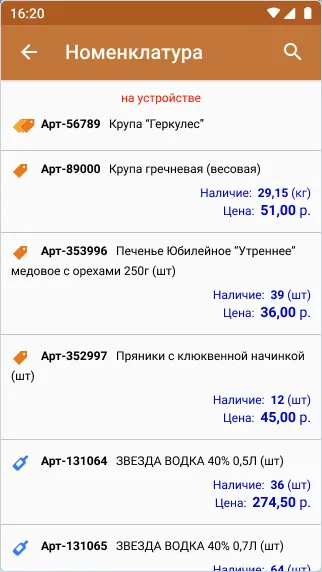 16:20
Номенклатура
на устройстве
Арт-56789 Крупа “Геркулес”
Арт-89000 Крупа гречневая (весовая)
Наличие: 29,15 (кг)
Цена: 51,00 р.
Арт-353996 Печенье Юбилейное “Утреннее”
медовое с орехами 250г (шт)
Наличие: 39 (шт)
Цена: 36,00 р.
Арт-352997 Пряники с клюквенной начинкой
(шт)
Наличие: 12 (шт)
Цена: 45,00 р.
Арт-131064 ЗВЕЗДА ВОДКА 40% 0,5Л (шт)
Наличие: 36 (шт)
Цена: 274,50 р.
Арт-131065 ЗВЕЗДА ВОДКА 40% 0,7Л (шт)
Наличие: 64 (шт)